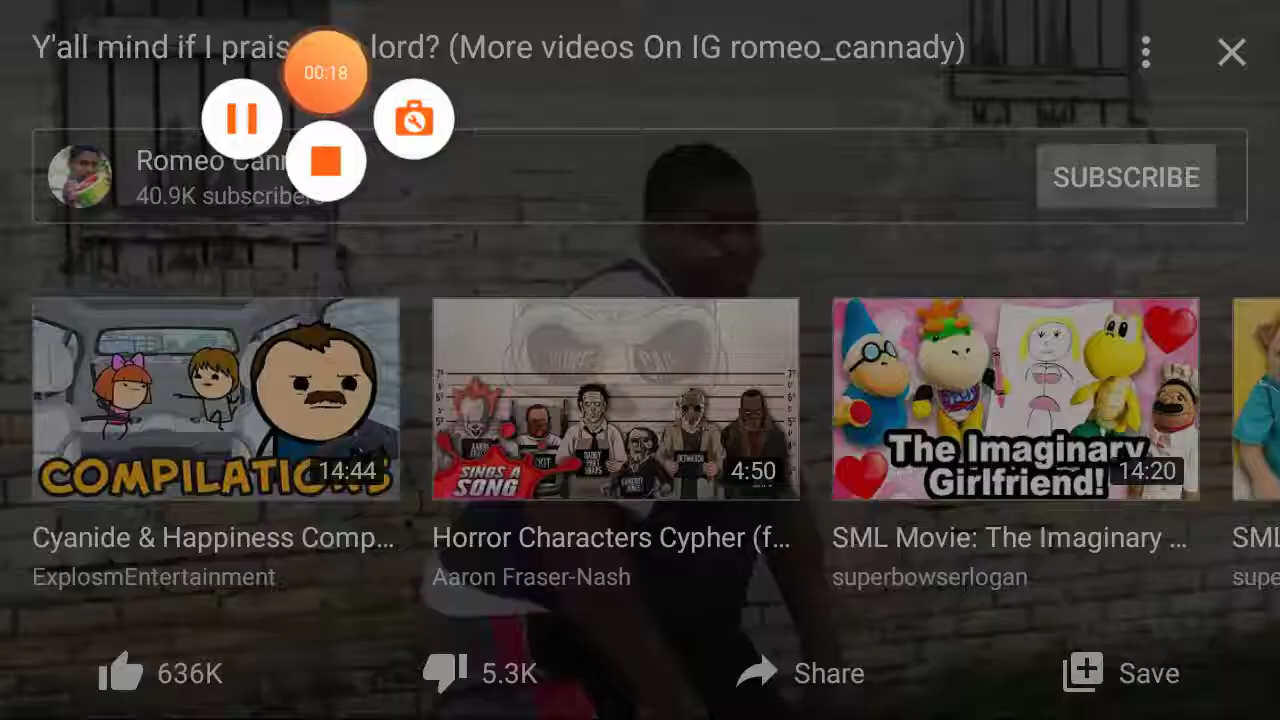 Y'all mind if I prais lord? (More videos On IG romeo_cannady)
00:18
Romeo Cann
40.9K subscribers
SUBSCRIBE
COMPILATIONS
14:44
SINGS A
SONG
4:50
The Imaginary
Girlfriend!
14:20
Cyanide & Happiness Comp...
Horror Characters Cypher (f...
SML Movie: The Imaginary ...
SML
ExplosmEntertainment
Aaron Fraser-Nash
superbowserlogan
supe
636K
5.3K
Share
Save